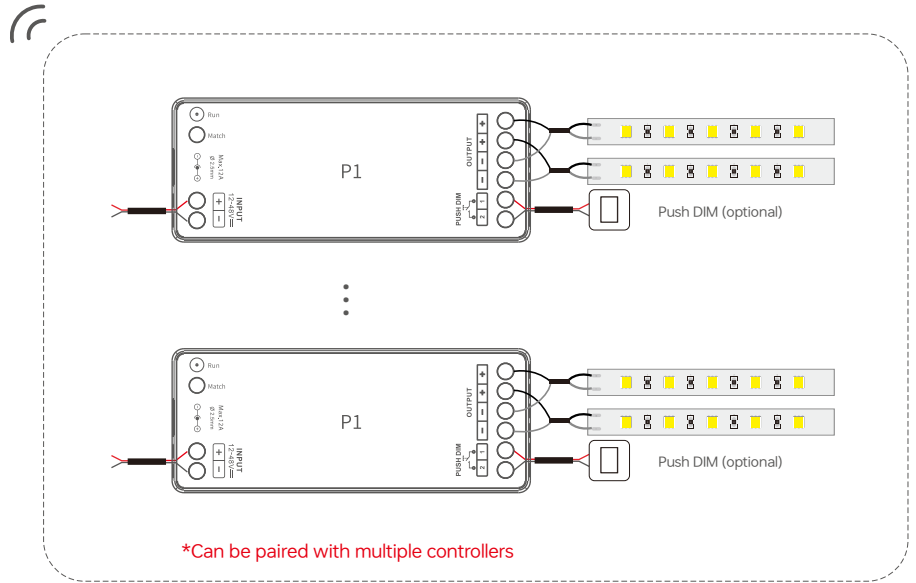 Run
Match
Max,12A
Ø 2.5mm
INPUT
12-48V
+
−
P1
OUTPUT
+
+
−
−
PUSH DIM
1
2
Push DIM (optional)
Run
Match
Max,12A
Ø 2.5mm
INPUT
12-48V
+
−
P1
OUTPUT
+
+
−
−
PUSH DIM
1
2
Push DIM (optional)
*Can be paired with multiple controllers